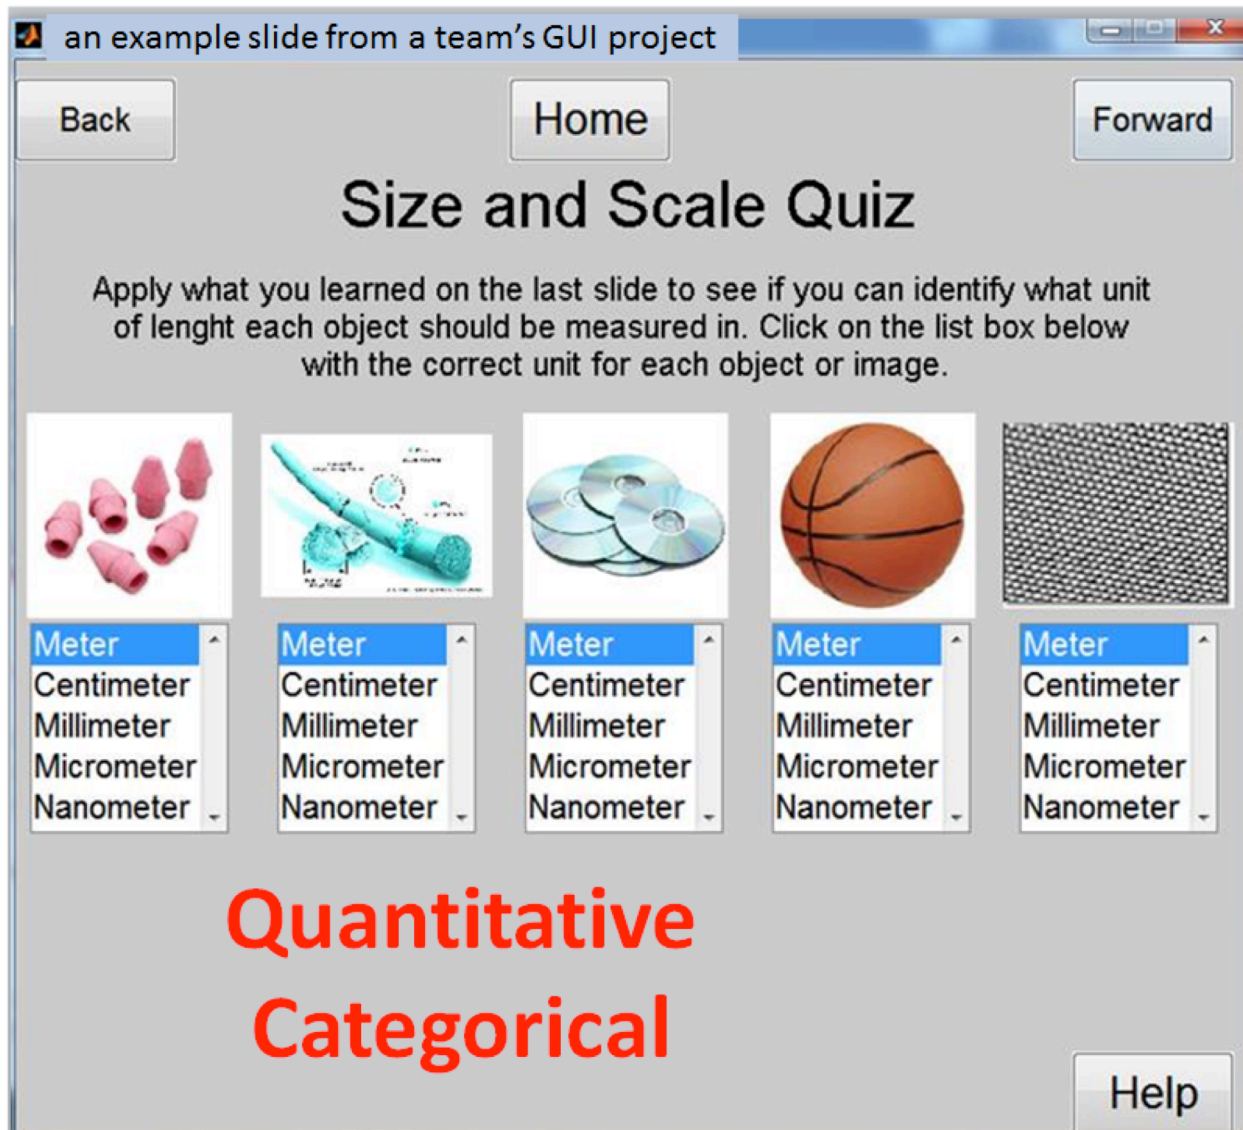 an example slide from a team's GUI project
Back
Home
Forward
Size and Scale Quiz
Apply what you learned on the last slide to see if you can identify what unit
of lenght each object should be measured in. Click on the list box below
with the correct unit for each object or image.
Meter
Centimeter
Millimeter
Micrometer
Nanometer
Meter
Centimeter
Millimeter
Micrometer
Nanometer
Meter
Centimeter
Millimeter
Micrometer
Nanometer
Meter
Centimeter
Millimeter
Micrometer
Nanometer
Meter
Centimeter
Millimeter
Micrometer
Nanometer
Quantitative
Categorical
Help